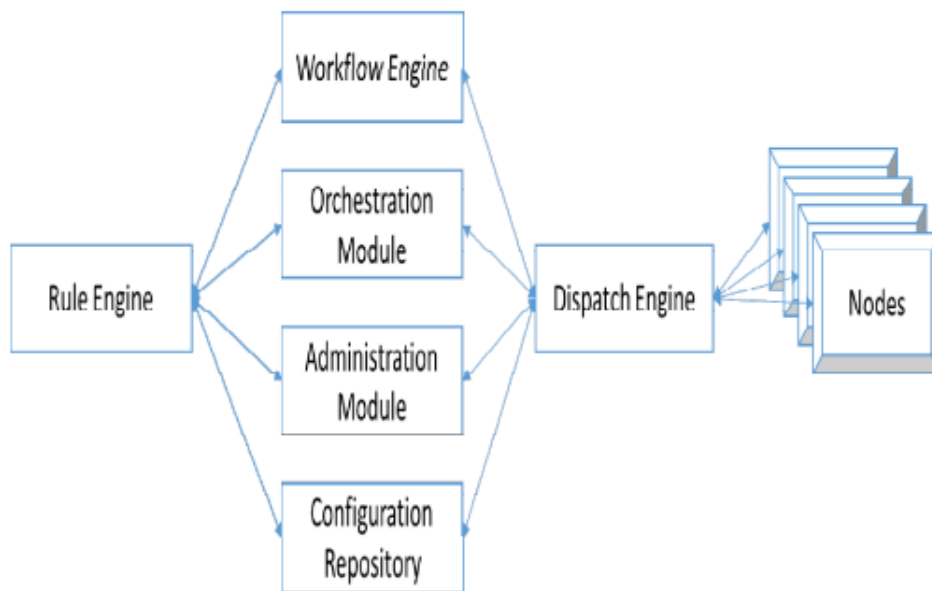 Workflow Engine
Orchestration
Module
Rule Engine
Dispatch Engine
Nodes
Administration
Module
Configuration
Repository